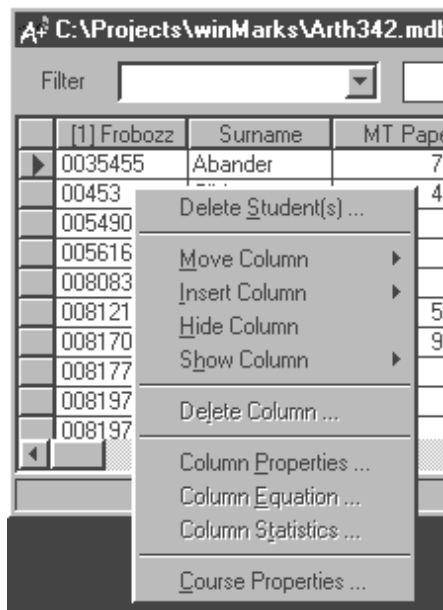 A+ C:\Projects\winMarks\Arth342.mdb
Filter
[1] Frobozz Surname MT Pape
0035455 Abander 7
00453 4
005490
005616
008083
008121 5
008170 9
008177
008197
008197
Delete Student(s) ...
Move Column
Insert Column
Hide Column
Show Column
Delete Column ...
Column Properties ...
Column Equation ...
Column Statistics ...
Course Properties ...